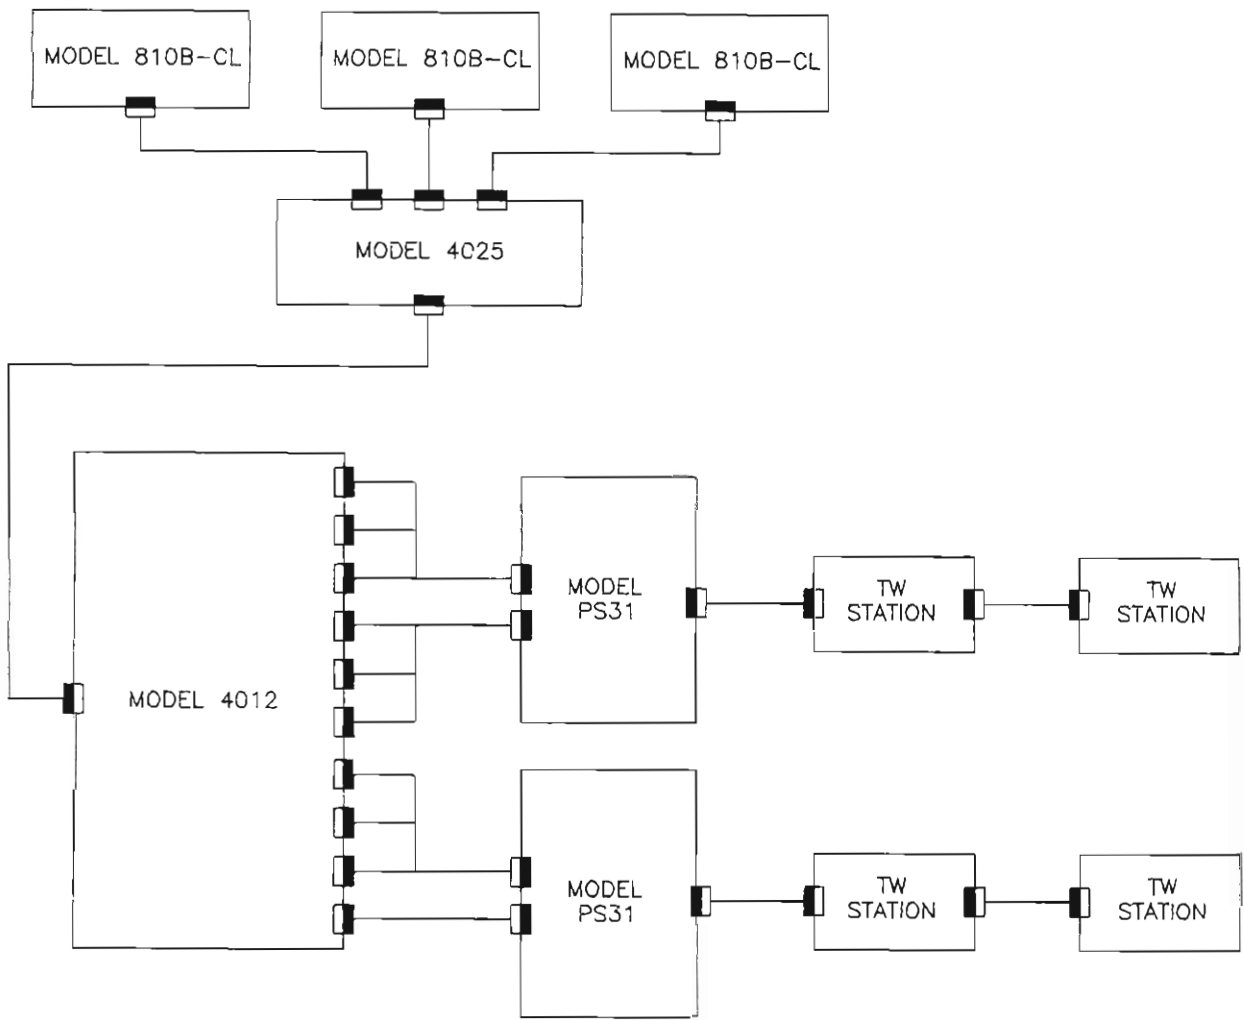 MODEL 810B-CL
MODEL 810B-CL
MODEL 810B-CL
MODEL 4025
MODEL 4012
MODEL
PS31
TW
STATION
TW
STATION
MODEL
PS31
TW
STATION
TW
STATION